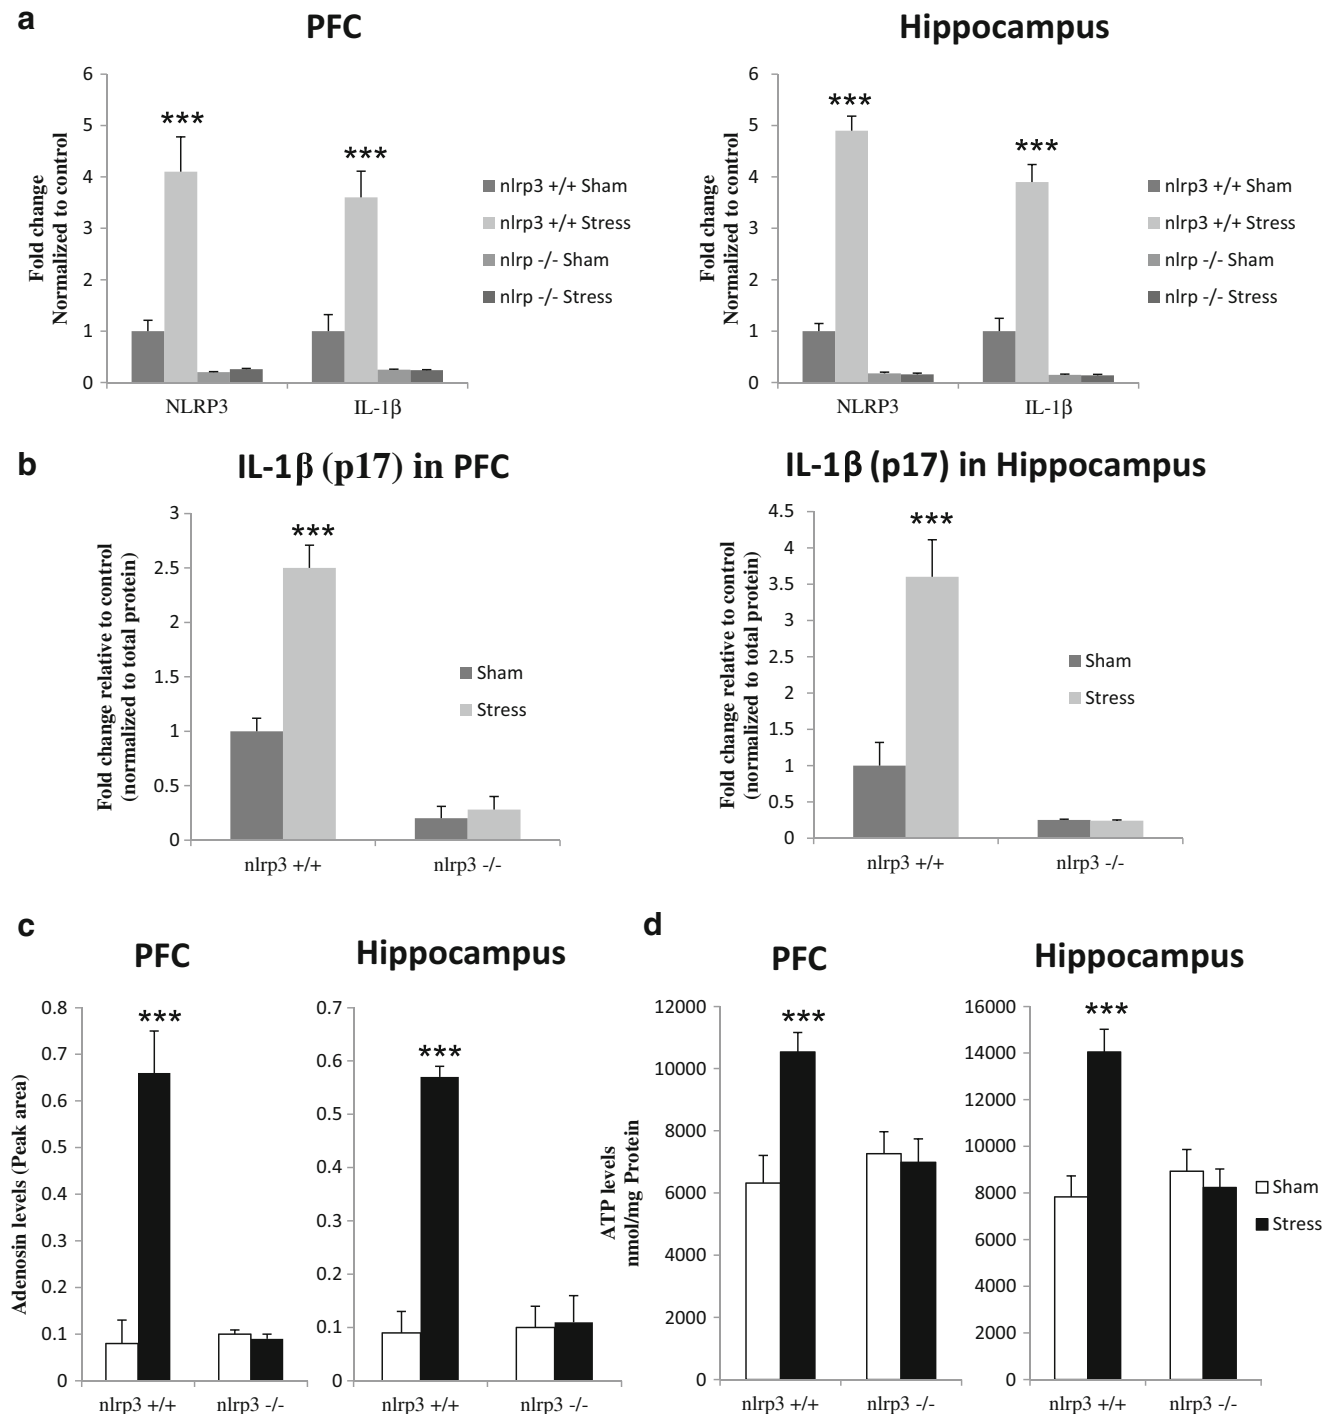 a
PFC
Hippocampus
Fold change
Normalized to control
6
5
4
3
2
1
0
***
***
NLRP3
IL-1β
nlrp3 +/+ Sham
nlrp3 +/+ Stress
nlrp -/- Sham
nlrp -/- Stress
Fold change
Normalized to control
6
5
4
3
2
1
0
***
***
NLRP3
IL-1β
nlrp3 +/+ Sham
nlrp3 +/+ Stress
nlrp -/- Sham
nlrp -/- Stress
b
IL-1β (p17) in PFC
IL-1β (p17) in Hippocampus
Fold change relative to control
(normalized to total protein)
3
2.5
2
1.5
1
0.5
0
***
nlrp3 +/+
nlrp3 -/-
Sham
Stress
Fold change relative to control
(normalized to total protein)
4.5
4
3.5
3
2.5
2
1.5
1
0.5
0
***
nlrp3 +/+
nlrp3 -/-
Sham
Stress
c
PFC
Hippocampus
Adenosin levels (Peak area)
0.8
0.7
0.6
0.5
0.4
0.3
0.2
0.1
0
***
nlrp3 +/+
nlrp3 -/-
0.7
0.6
0.5
0.4
0.3
0.2
0.1
0
***
nlrp3 +/+
nlrp3 -/-
d
PFC
Hippocampus
ATP levels
nmol/mg Protein
12000
10000
8000
6000
4000
2000
0
***
nlrp3 +/+
nlrp3 -/-
16000
14000
12000
10000
8000
6000
4000
2000
0
***
nlrp3 +/+
nlrp3 -/-
Sham
Stress